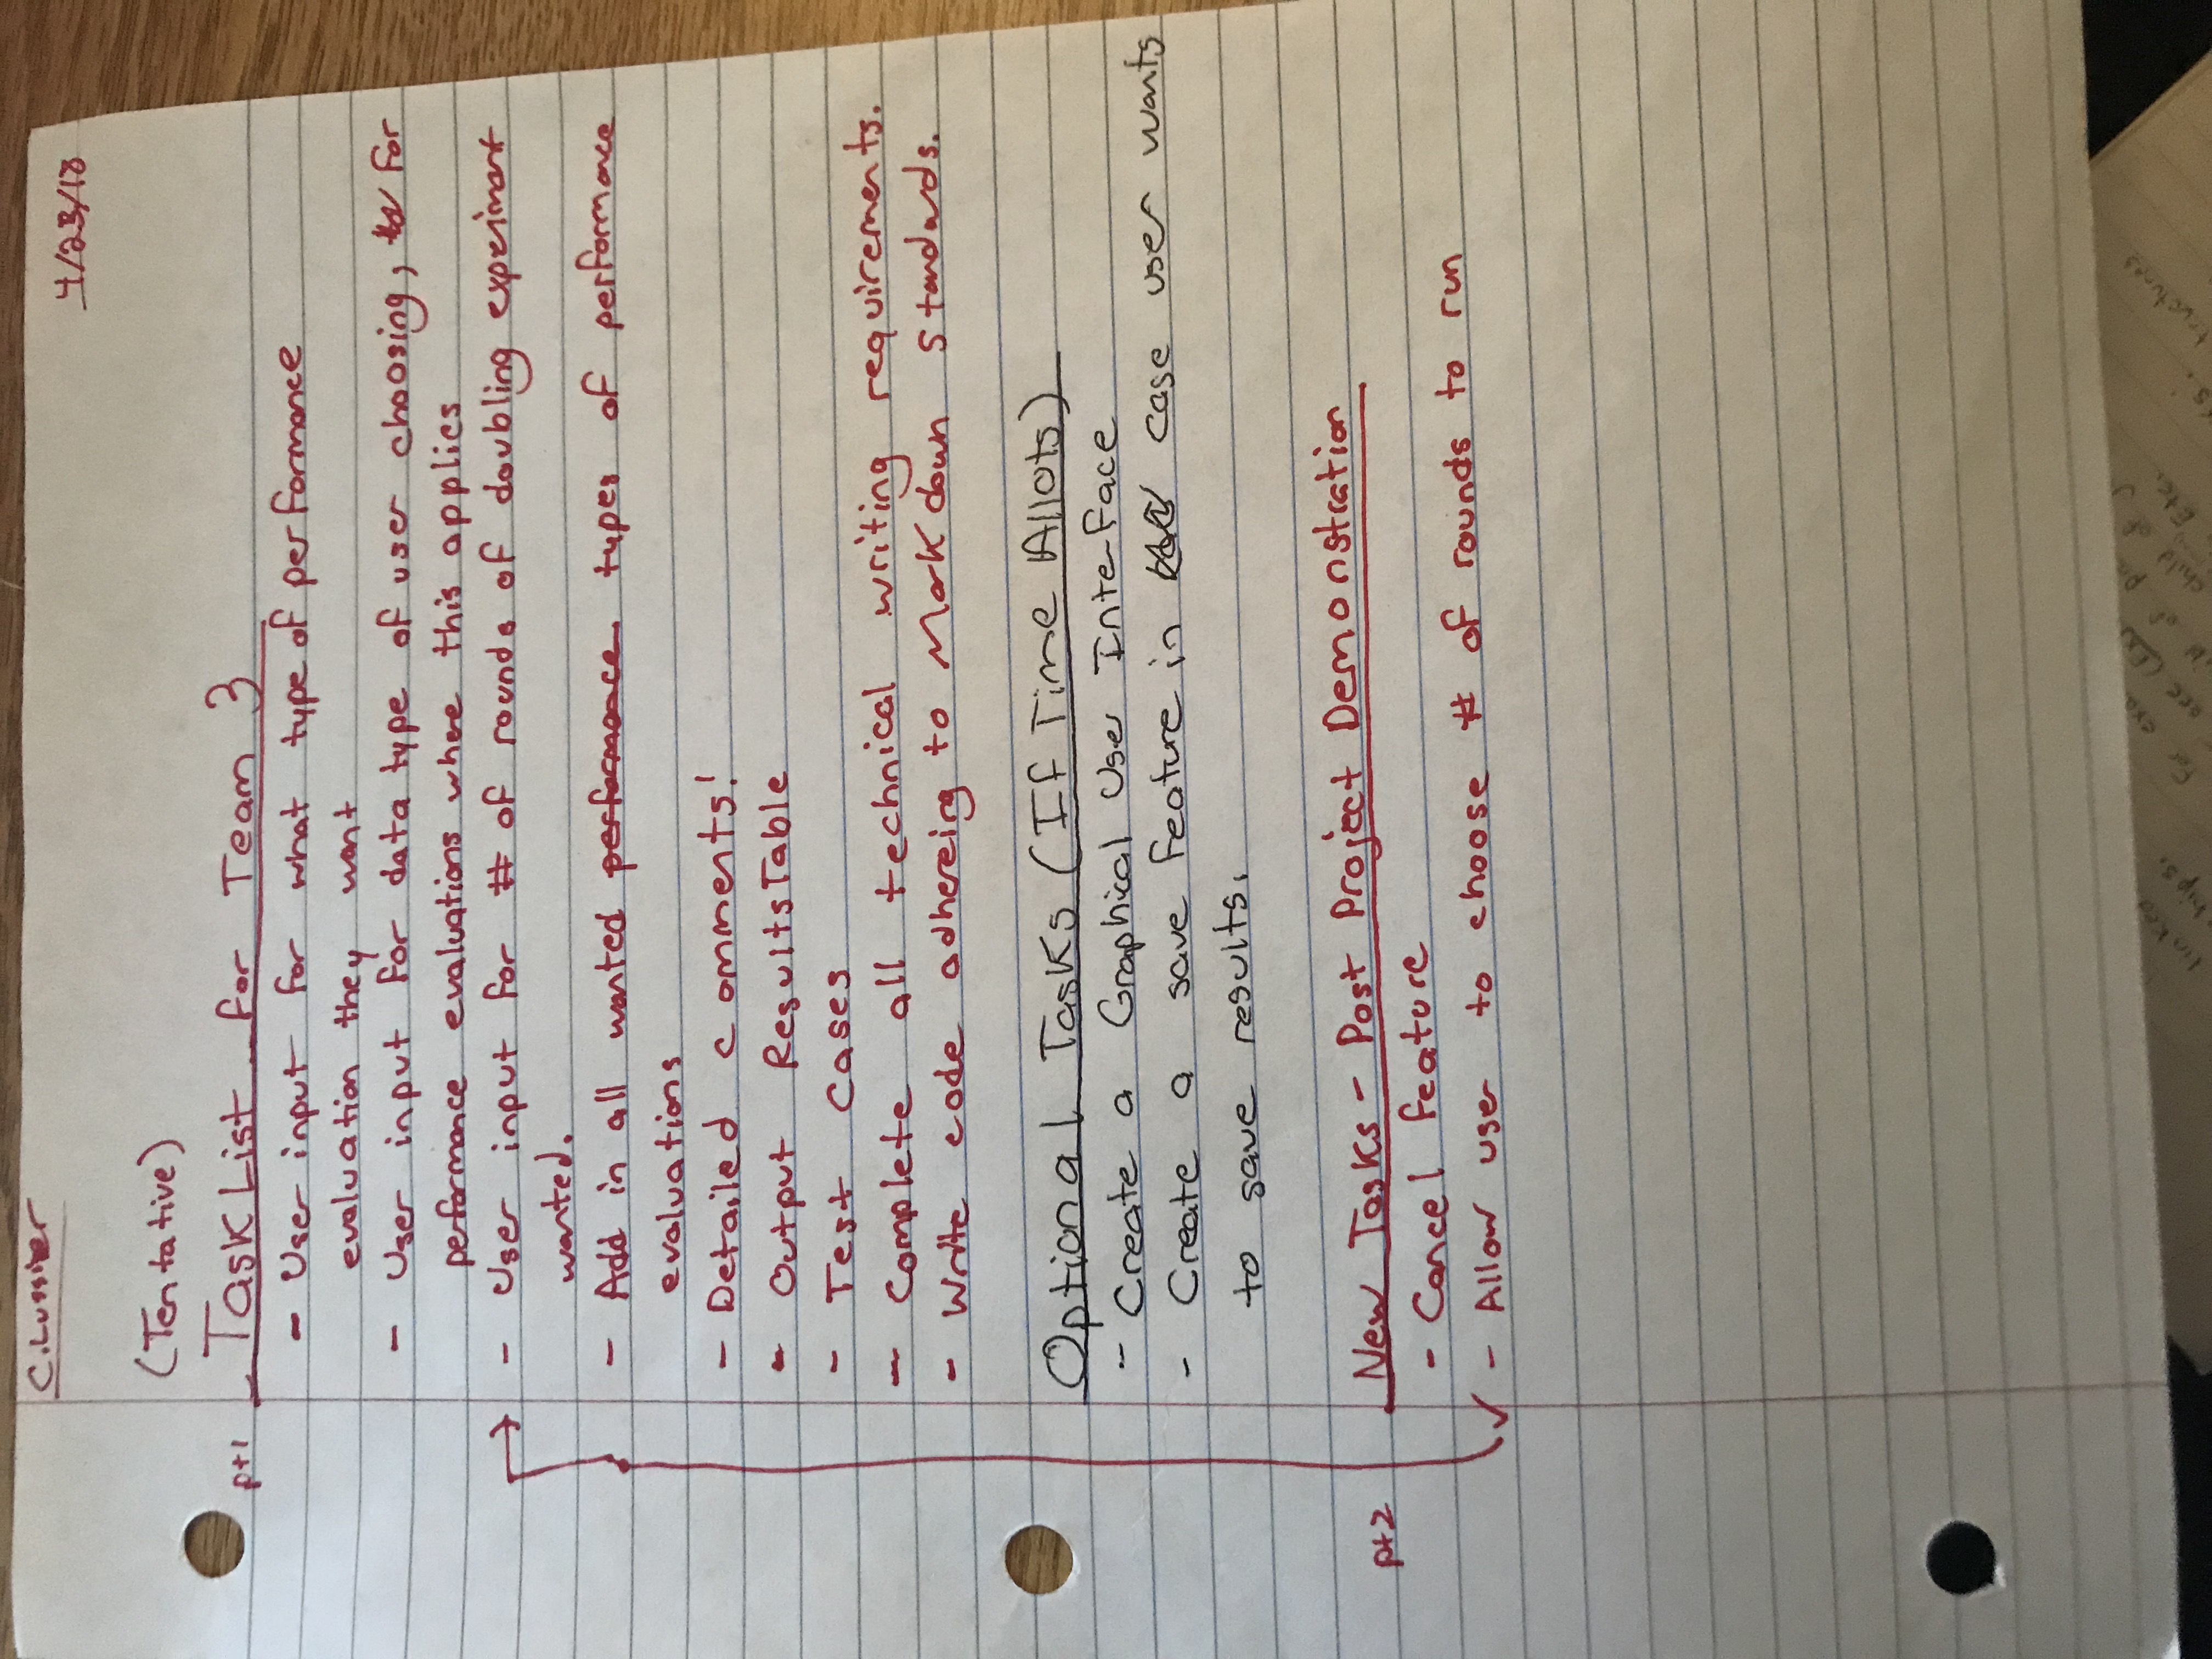 C. Lussier
4/23/18
(Tentative)
pt1 Task List for Team 3
- User input for what type of performance
evaluation they want
- User input for data type of user choosing, for
performance evaluations where this applies
- User input for # of rounds of doubling experiment
wanted.
- Add in all wanted performance types of performance
evaluations
- Detailed comments!
- Output Results Table
- Test Cases
- Complete all technical writing requirements.
- Write code adhereing to Markdown standards.
Optional Tasks (If Time Allots)
- Create a Graphical User Interface
- Create a save feature in case user wants
to save results.
pt2 New Tasks - Post Project Demonstration
- Cancel feature
- Allow user to choose # of rounds to run
linked
hips.
for exa
are (Ex
child of
Etc.
tructures